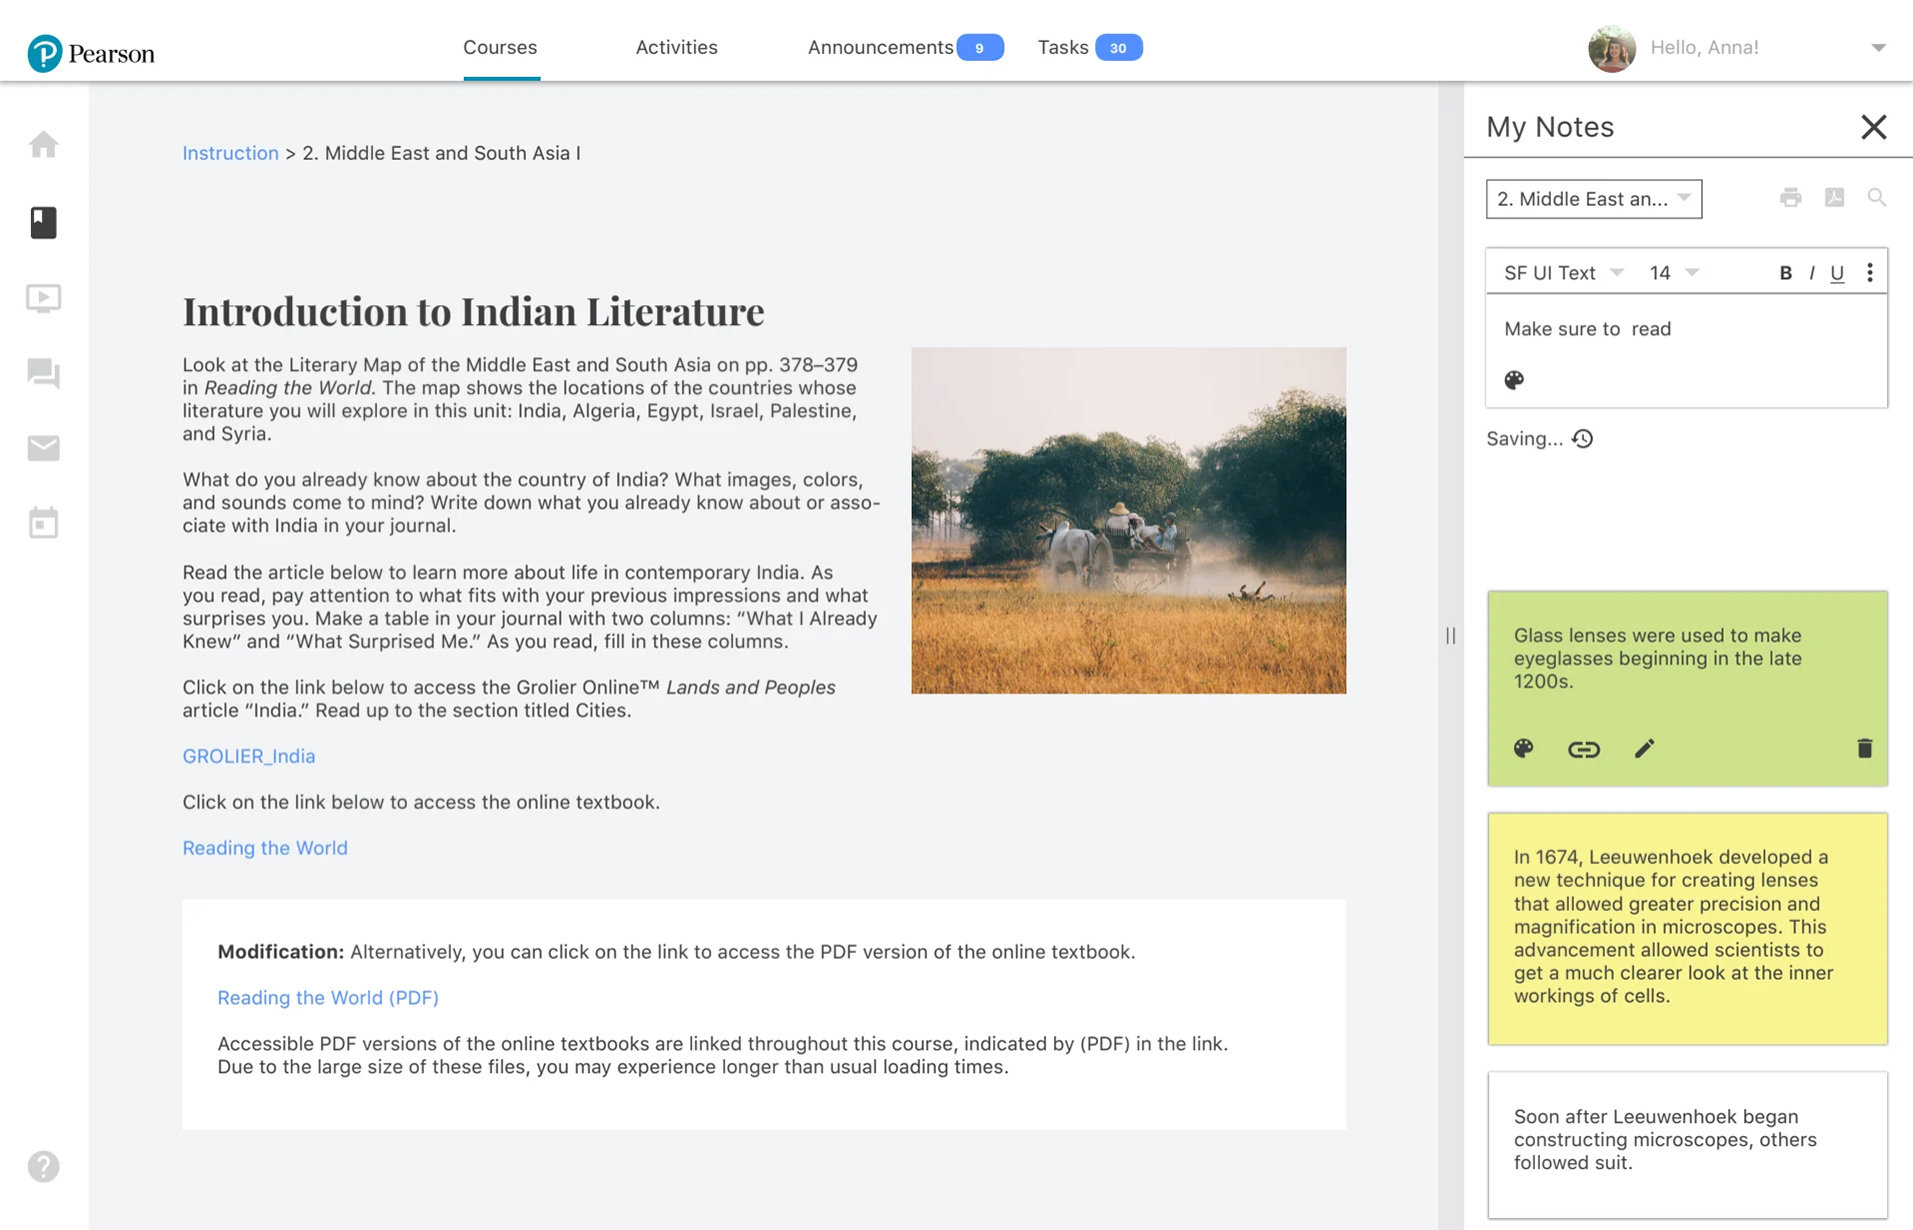 Pearson
Courses
Activities
Announcements 9
Tasks 30
Hello, Anna!
Instruction > 2. Middle East and South Asia I
Introduction to Indian Literature
Look at the Literary Map of the Middle East and South Asia on pp. 378–379
in Reading the World. The map shows the locations of the countries whose
literature you will explore in this unit: India, Algeria, Egypt, Israel, Palestine,
and Syria.
What do you already know about the country of India? What images, colors,
and sounds come to mind? Write down what you already know about or asso-
ciate with India in your journal.
Read the article below to learn more about life in contemporary India. As
you read, pay attention to what fits with your previous impressions and what
surprises you. Make a table in your journal with two columns: “What I Already
Knew” and “What Surprised Me.” As you read, fill in these columns.
Click on the link below to access the Grolier Online™ Lands and Peoples
article “India.” Read up to the section titled Cities.
GROLIER_India
Click on the link below to access the online textbook.
Reading the World
Modification: Alternatively, you can click on the link to access the PDF version of the online textbook.
Reading the World (PDF)
Accessible PDF versions of the online textbooks are linked throughout this course, indicated by (PDF) in the link.
Due to the large size of these files, you may experience longer than usual loading times.
My Notes
2. Middle East an...
SF UI Text 14 B I U
Make sure to  read
Saving...
Glass lenses were used to make
eyeglasses beginning in the late
1200s.
In 1674, Leeuwenhoek developed a
new technique for creating lenses
that allowed greater precision and
magnification in microscopes. This
advancement allowed scientists to
get a much clearer look at the inner
workings of cells.
Soon after Leeuwenhoek began
constructing microscopes, others
followed suit.